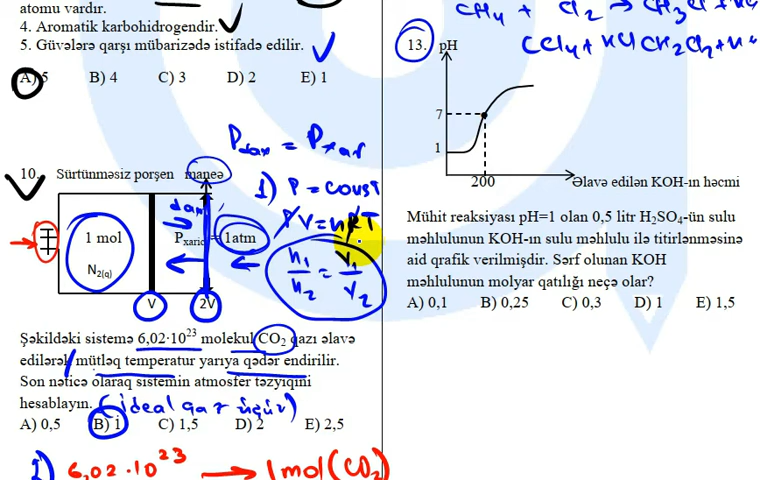 atomu vardır.
4. Aromatik karbohidrogendir.
5. Güvələrə qarşı mübarizədə istifadə edilir.
A) 5 B) 4 C) 3 D) 2 E) 1
10. Sürtünməsiz porşen maneə
1 mol
N2(q)
Pxarici=1atm
V 2V
Şəkildəki sistemə 6,02·10²³ molekul CO₂ qazı əlavə
edilərək mütləq temperatur yarıya qədər endirilir.
Son nəticə olaraq sistemin atmosfer təzyiqini
hesablayın. (ideal qaz üçün)
A) 0,5 B) 1 C) 1,5 D) 2 E) 2,5
1) P = const
PV = nRT
n₁/n₂ = V₁/V₂
1) 6,02·10²³ → 1mol(CO₂)
CH₄ + Cl₂ → CH₃Cl +
13. pH
7
1
200
Əlavə edilən KOH-ın həcmi
Mühit reaksiyası pH=1 olan 0,5 litr H₂SO₄-ün sulu
məhlulunun KOH-ın sulu məhlulu ilə titirlənməsinə
aid qrafik verilmişdir. Sərf olunan KOH
məhlulunun molyar qatılığı neçə olar?
A) 0,1 B) 0,25 C) 0,3 D) 1 E) 1,5